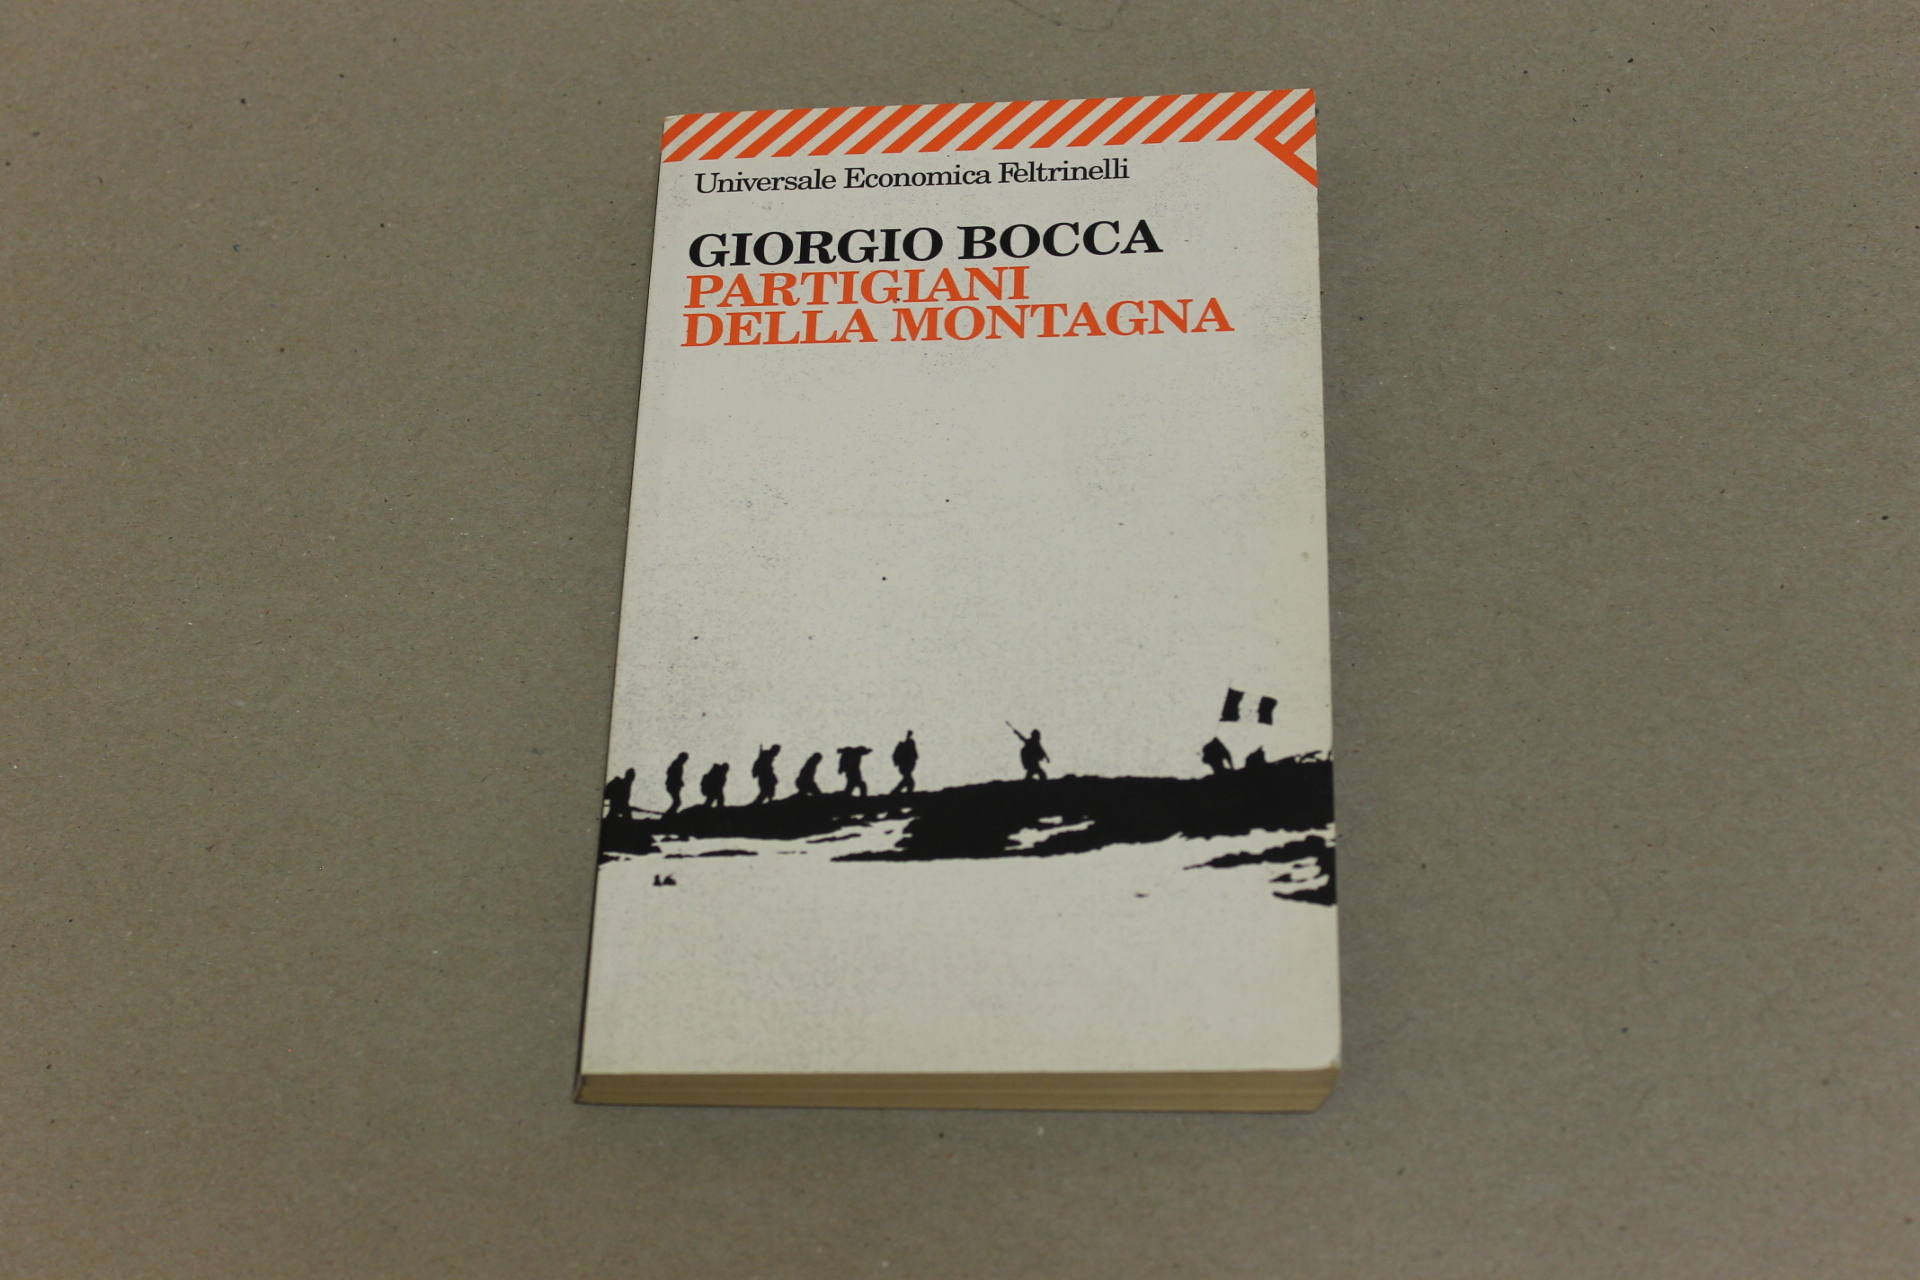 Universale Economica Feltrinelli
GIORGIO BOCCA
PARTIGIANI
DELLA MONTAGNA